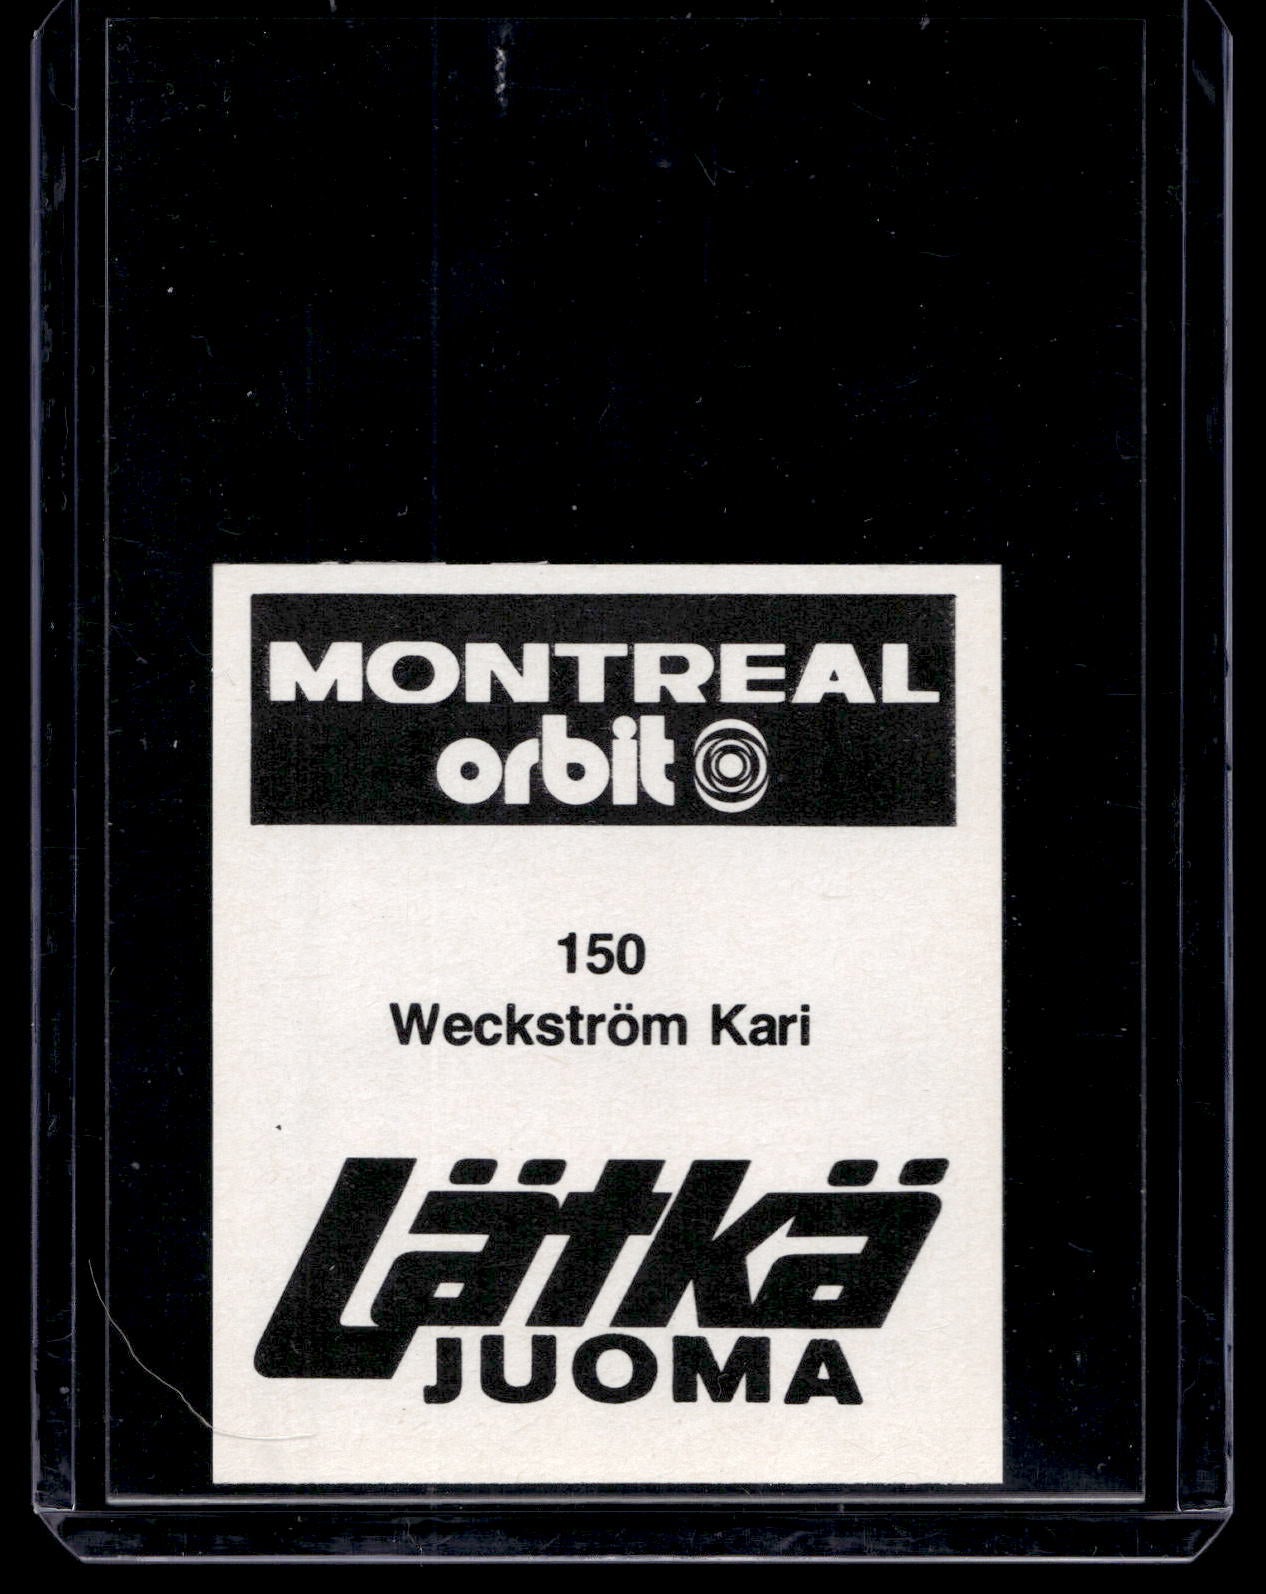 MONTREAL
orbit
150
Weckström Kari
Lätkä
JUOMA